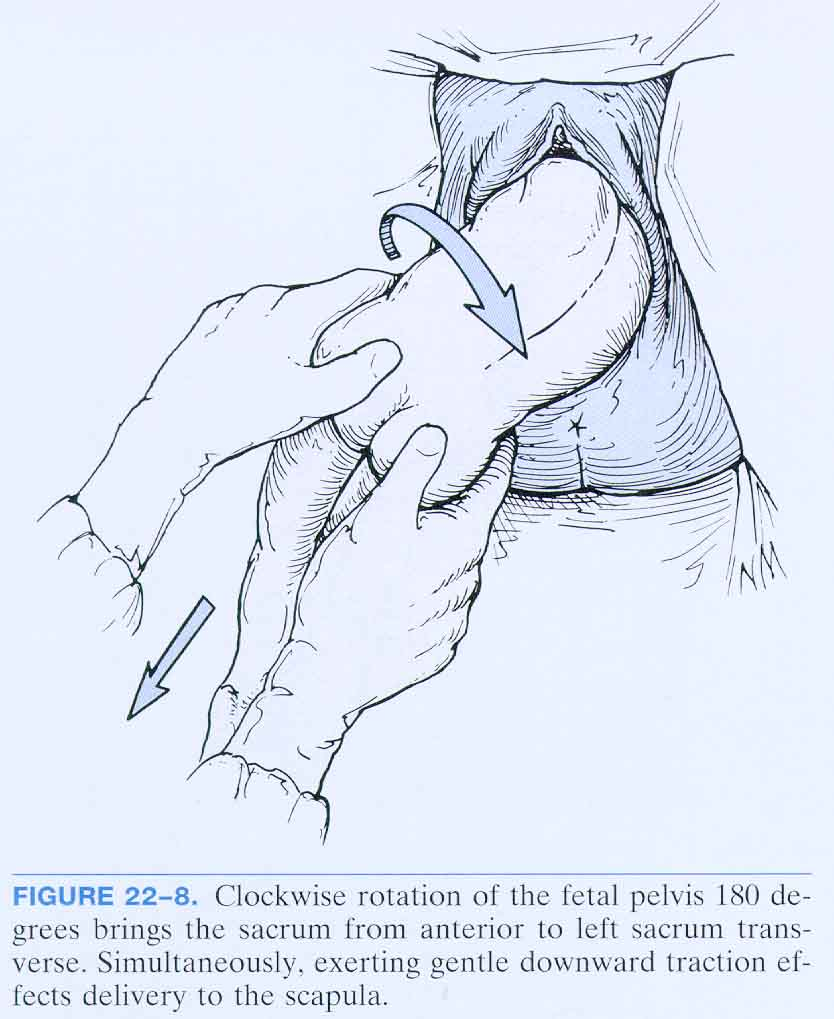 NM
FIGURE 22–8. Clockwise rotation of the fetal pelvis 180 de-
grees brings the sacrum from anterior to left sacrum trans-
verse. Simultaneously, exerting gentle downward traction ef-
fects delivery to the scapula.